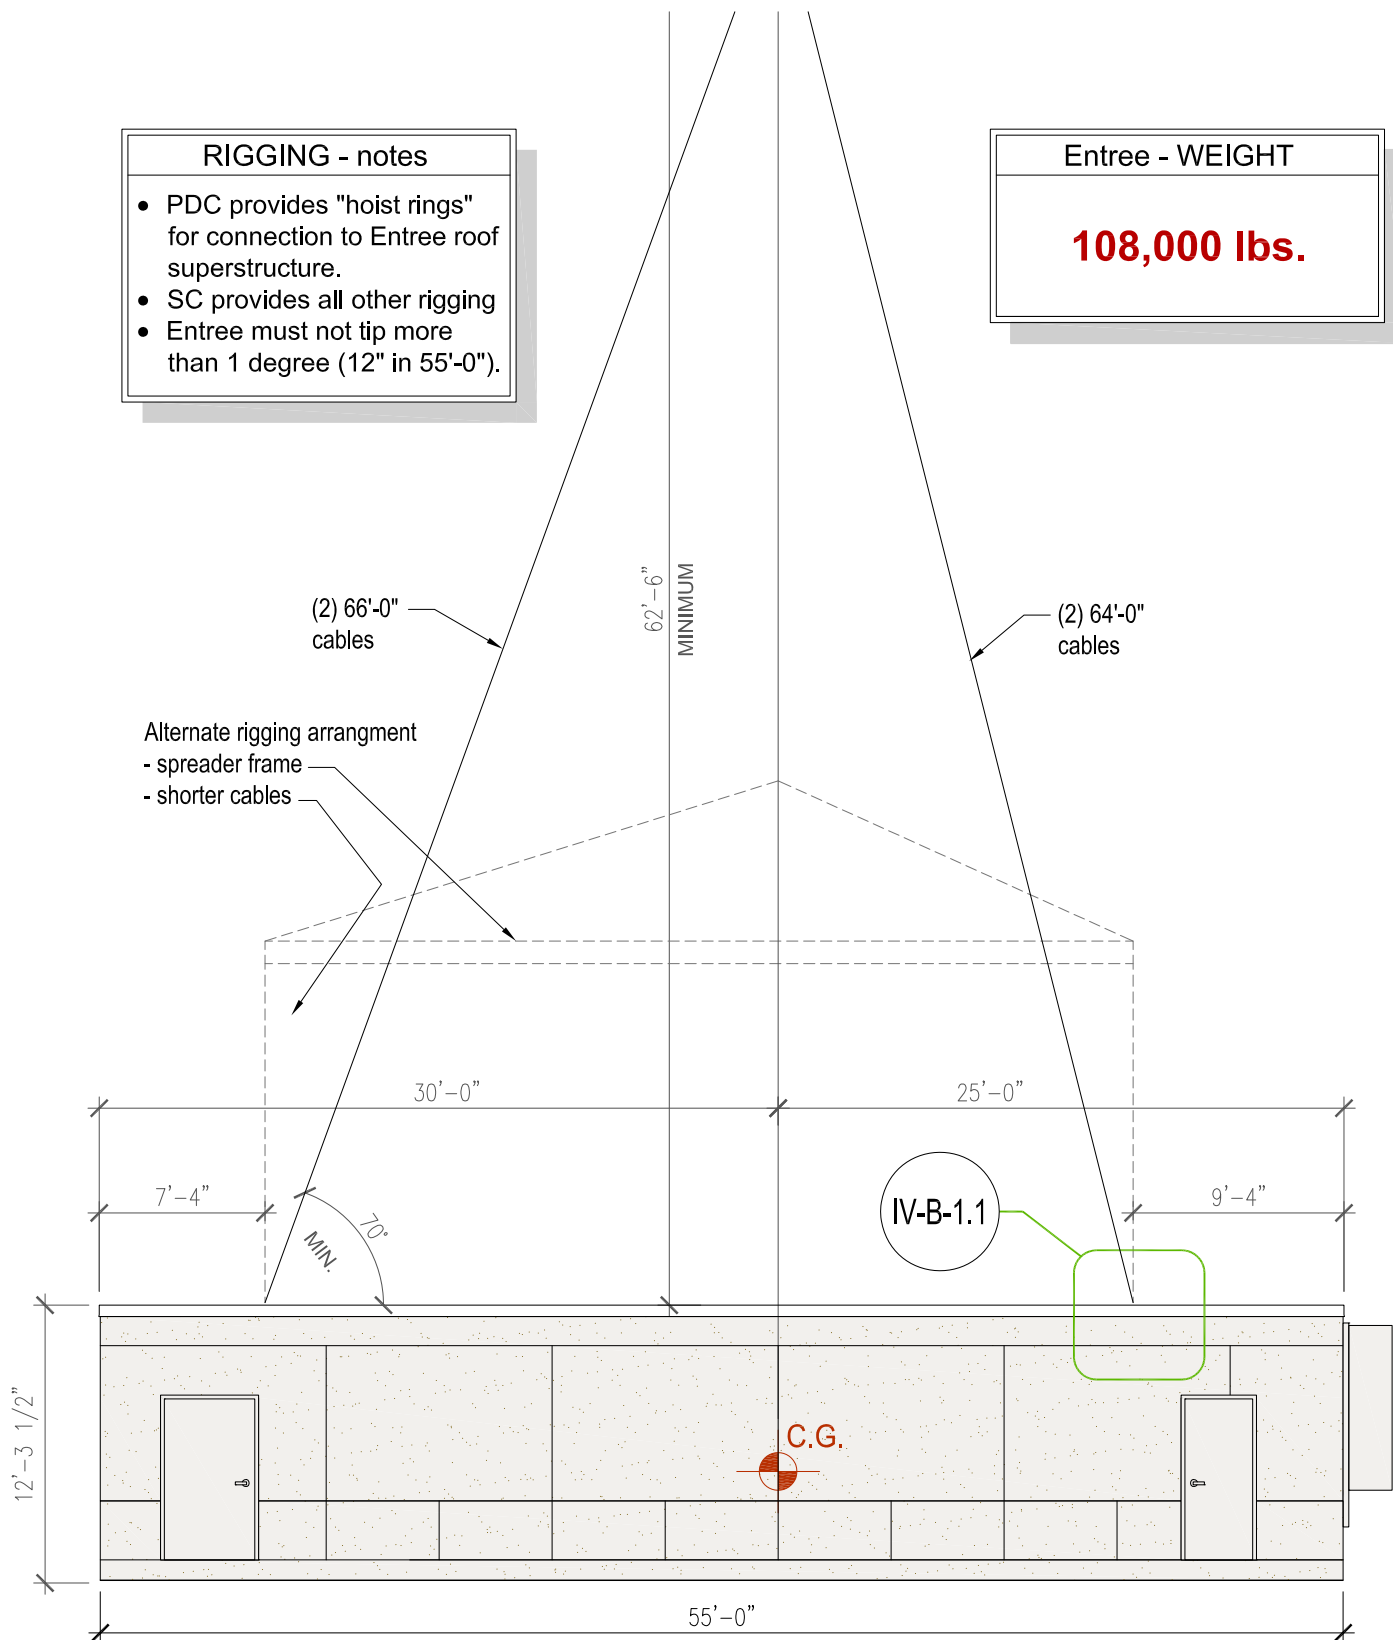 RIGGING - notes
• PDC provides "hoist rings"
for connection to Entree roof
superstructure.
• SC provides all other rigging
• Entree must not tip more
than 1 degree (12" in 55'-0").
Entree - WEIGHT
108,000 lbs.
62'-6"
MINIMUM
(2) 66'-0"
cables
(2) 64'-0"
cables
Alternate rigging arrangment
- spreader frame
- shorter cables
30'-0"
25'-0"
7'-4"
70°
MIN.
IV-B-1.1
9'-4"
12'-3 1/2"
C.G.
55'-0"